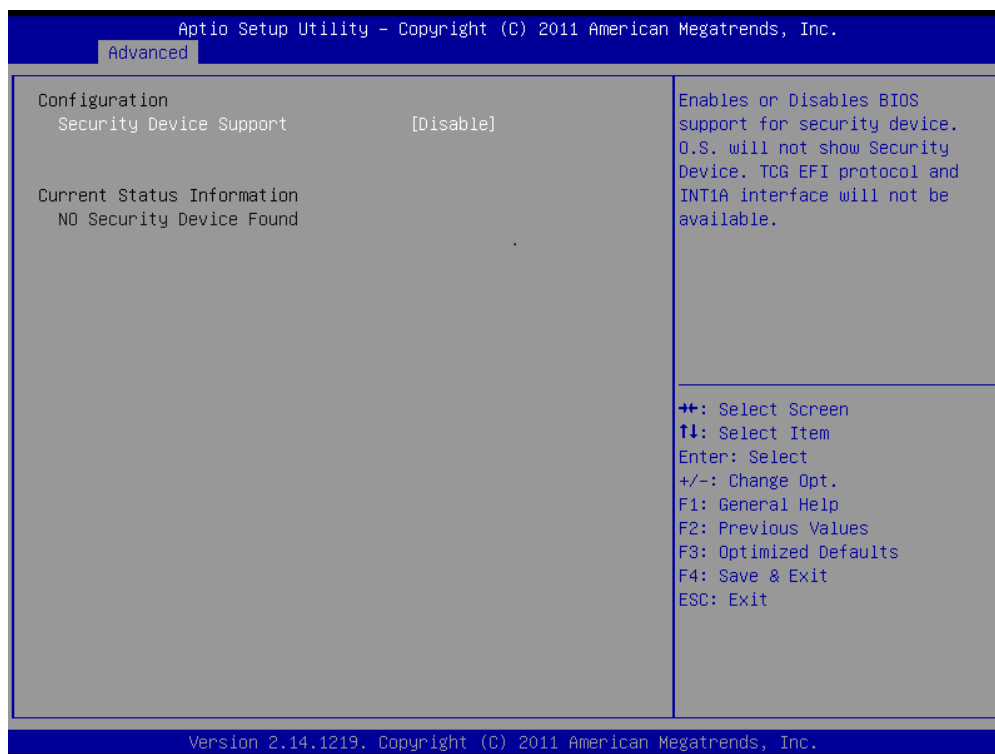 Aptio Setup Utility – Copyright (C) 2011 American Megatrends, Inc.
Advanced
Configuration
Security Device Support [Disable]
Current Status Information
NO Security Device Found
Enables or Disables BIOS
support for security device.
O.S. will not show Security
Device. TCG EFI protocol and
INT1A interface will not be
available.
→←: Select Screen
↑↓: Select Item
Enter: Select
+/-: Change Opt.
F1: General Help
F2: Previous Values
F3: Optimized Defaults
F4: Save & Exit
ESC: Exit
Version 2.14.1219. Copyright (C) 2011 American Megatrends, Inc.